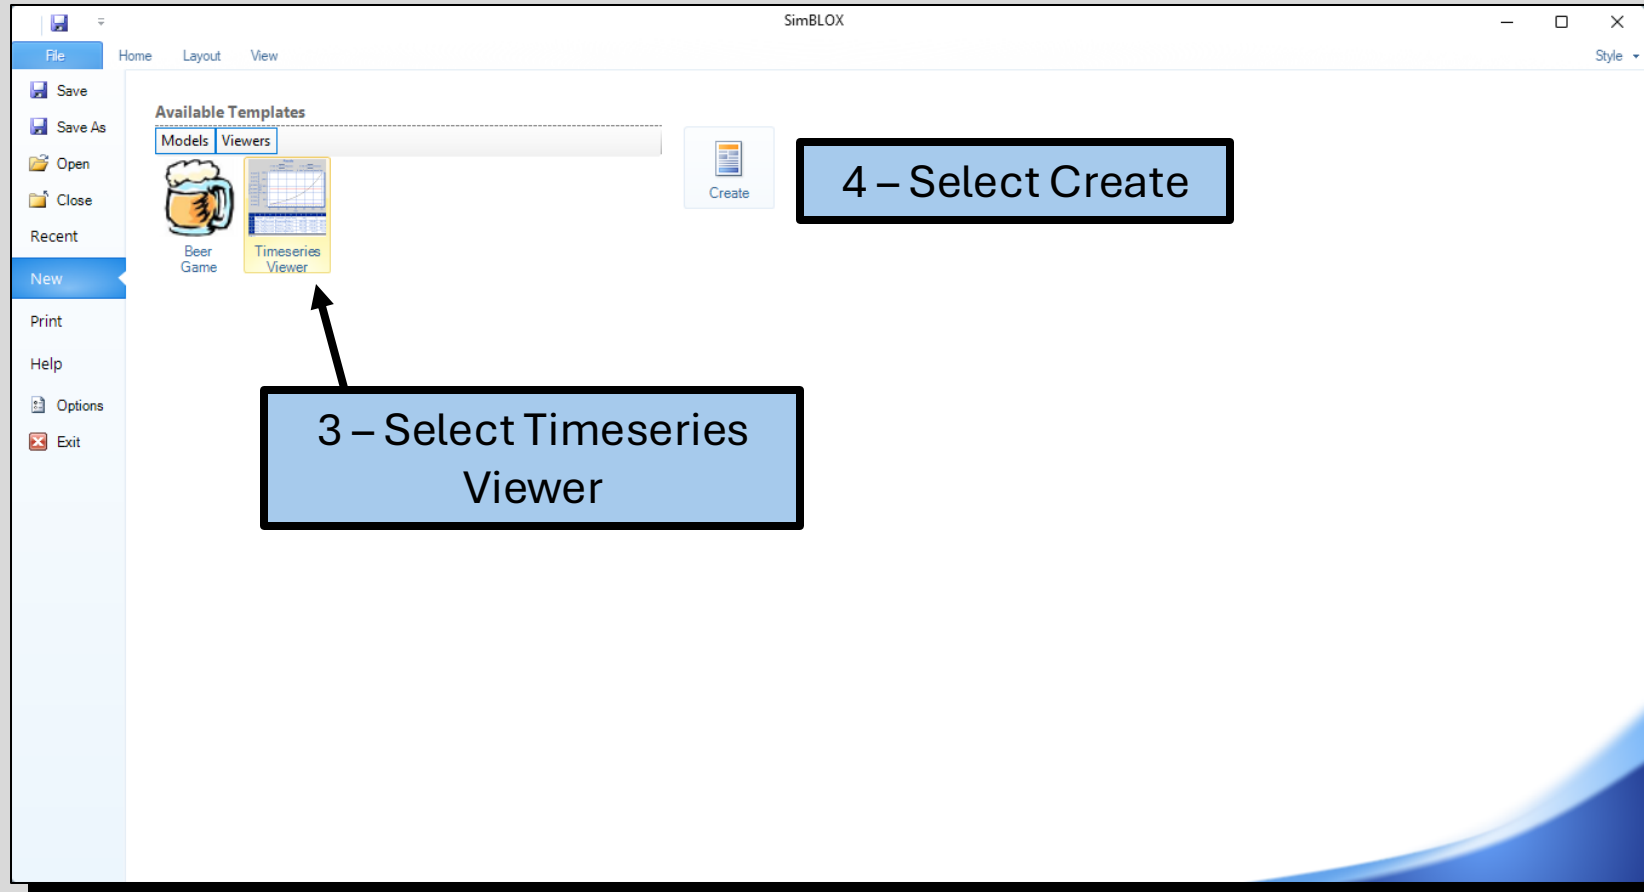 SimBLOX
File Home Layout View Style
Save
Save As
Open
Close
Recent
New
Print
Help
Options
Exit
Available Templates
Models Viewers
Beer
Game
Timeseries
Viewer
Create
4 – Select Create
3 – Select Timeseries
Viewer